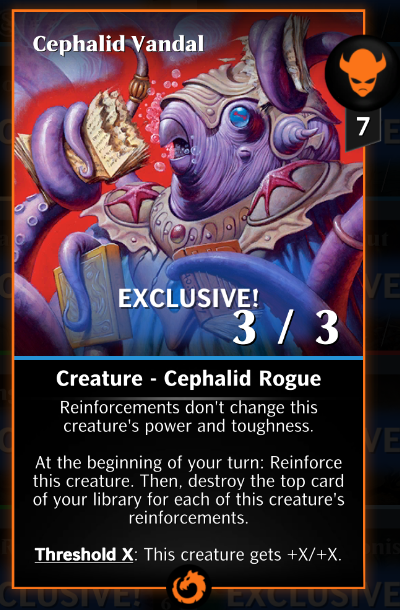 Cephalid Vandal
7
EXCLUSIVE!
3 / 3
Creature - Cephalid Rogue
Reinforcements don't change this
creature's power and toughness.
At the beginning of your turn: Reinforce
this creature. Then, destroy the top card
of your library for each of this creature's
reinforcements.
Threshold X: This creature gets +X/+X.